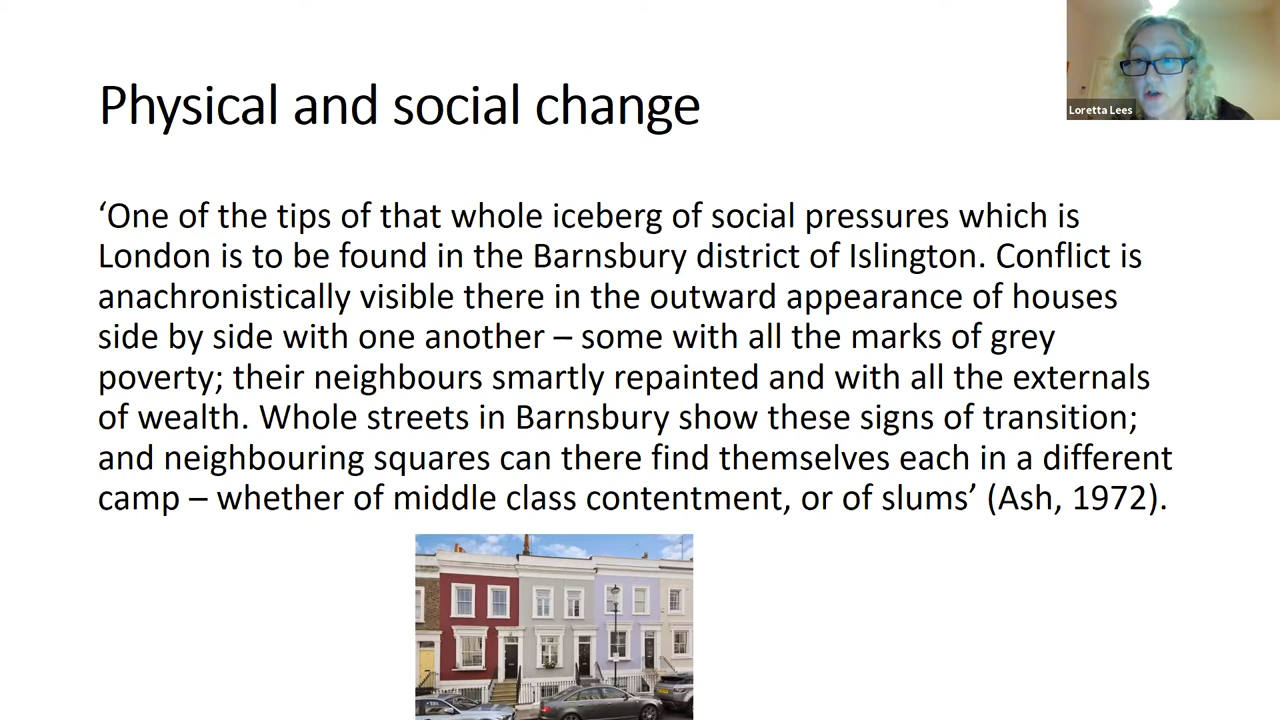 Physical and social change
Loretta Lees
‘One of the tips of that whole iceberg of social pressures which is
London is to be found in the Barnsbury district of Islington. Conflict is
anachronistically visible there in the outward appearance of houses
side by side with one another – some with all the marks of grey
poverty; their neighbours smartly repainted and with all the externals
of wealth. Whole streets in Barnsbury show these signs of transition;
and neighbouring squares can there find themselves each in a different
camp – whether of middle class contentment, or of slums’ (Ash, 1972).